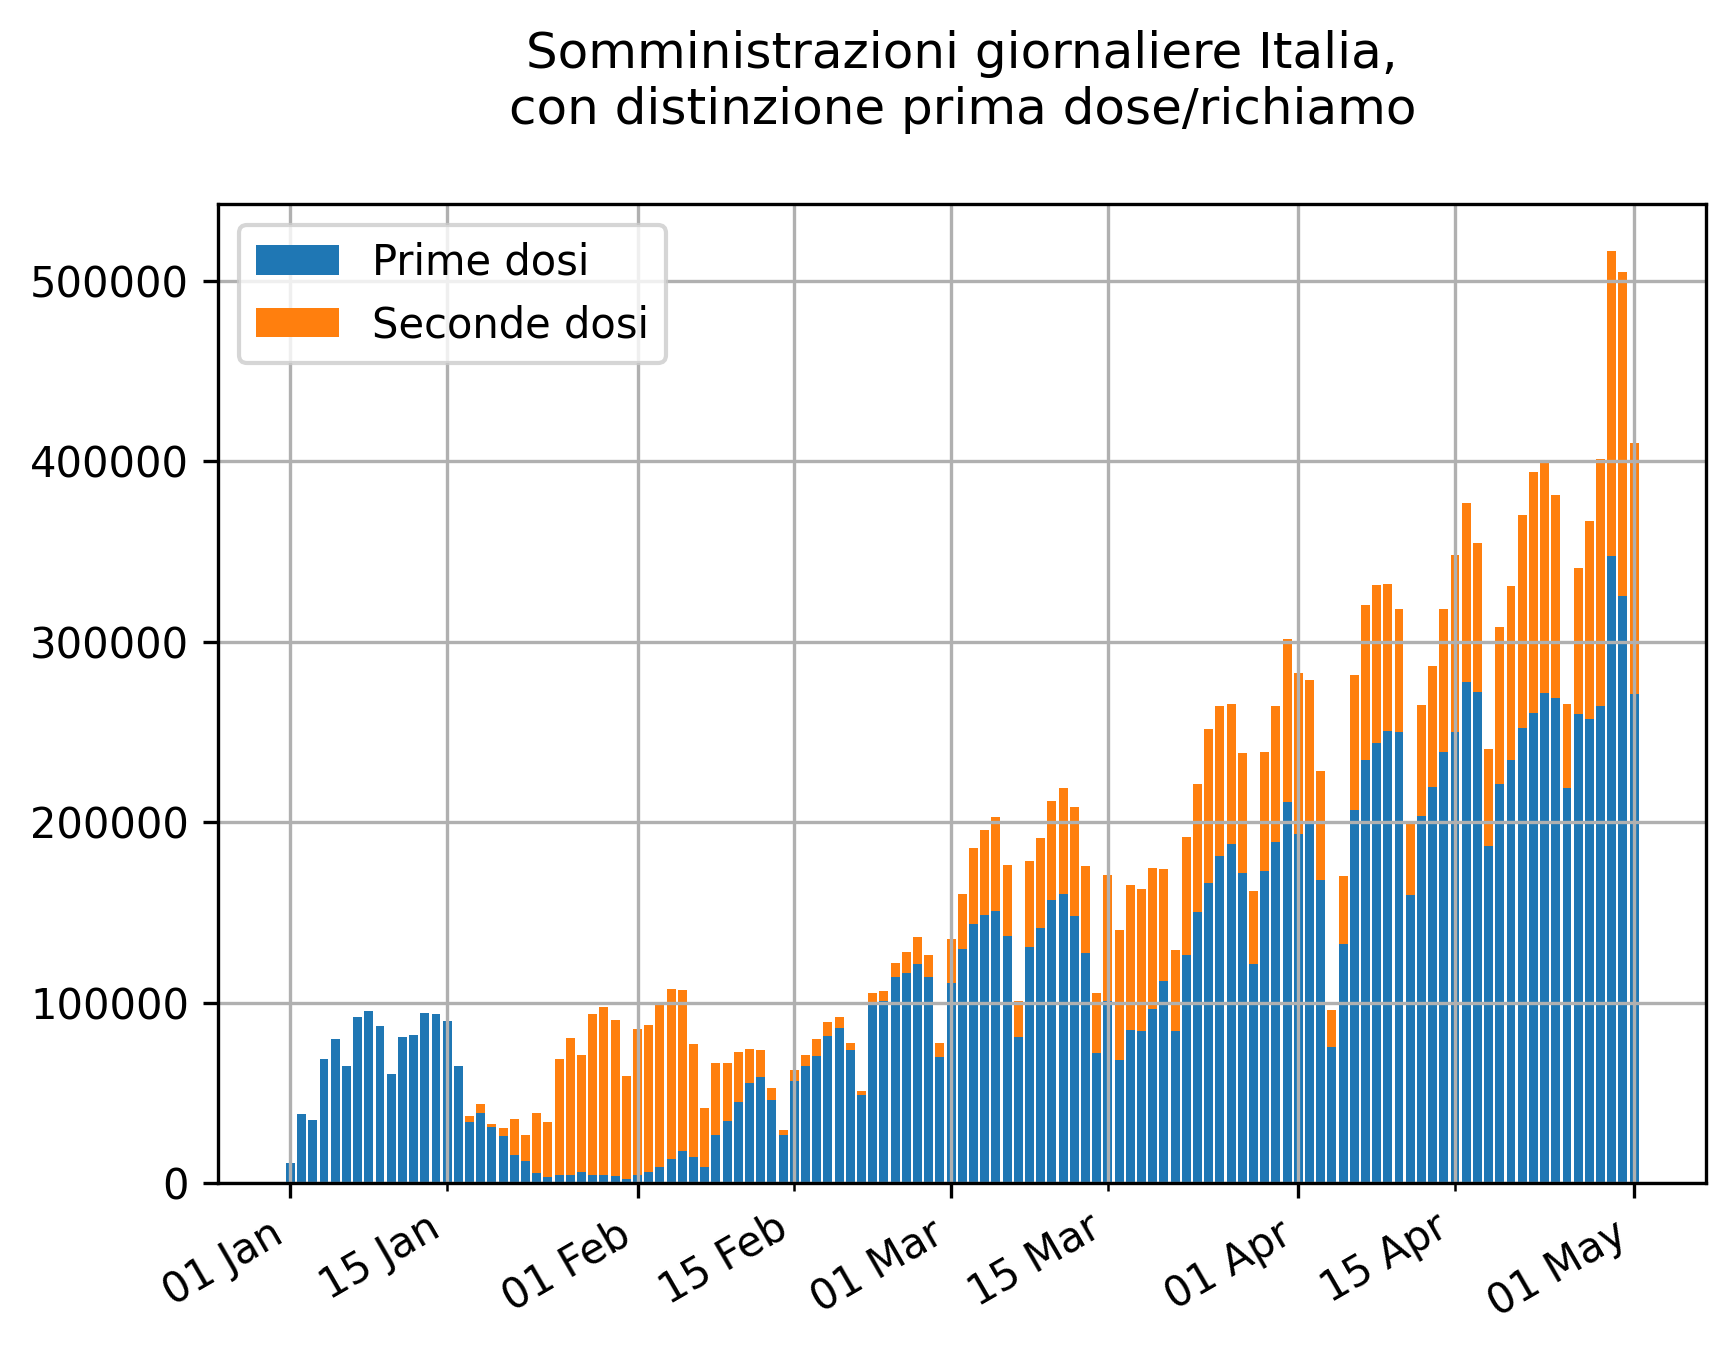 Somministrazioni giornaliere Italia,
con distinzione prima dose/richiamo
Prime dosi
Seconde dosi
500000
400000
300000
200000
100000
0
01 Jan
15 Jan
01 Feb
15 Feb
01 Mar
15 Mar
01 Apr
15 Apr
01 May